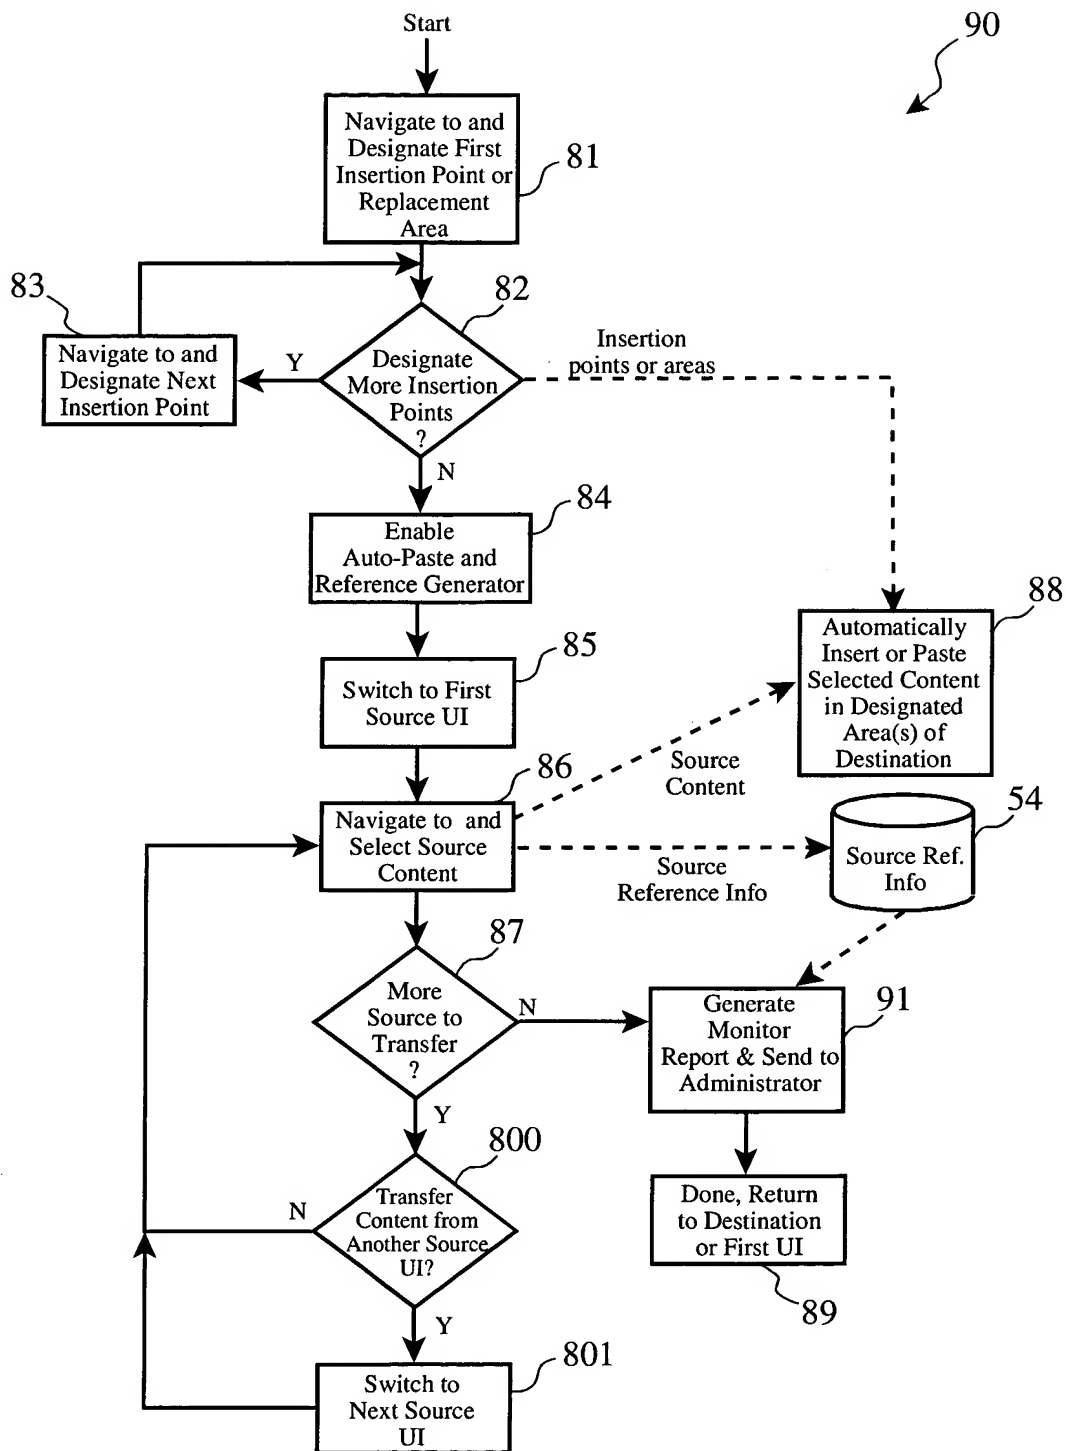 Start
90
Navigate to and
Designate First
Insertion Point or
Replacement
Area
81
83
82
Navigate to and
Designate Next
Insertion Point
Y
Designate
More Insertion
Points
?
Insertion
points or areas
N
84
Enable
Auto-Paste and
Reference Generator
88
Automatically
Insert or Paste
Selected Content
in Designated
Area(s) of
Destination
85
Switch to First
Source UI
Source
Content
86
Navigate to and
Select Source
Content
54
Source Ref.
Info
Source
Reference Info
87
More
Source to
Transfer
?
N
91
Generate
Monitor
Report & Send to
Administrator
Y
800
Transfer
Content from
Another Source
UI?
N
Done, Return
to Destination
or First UI
89
Y
801
Switch to
Next Source
UI